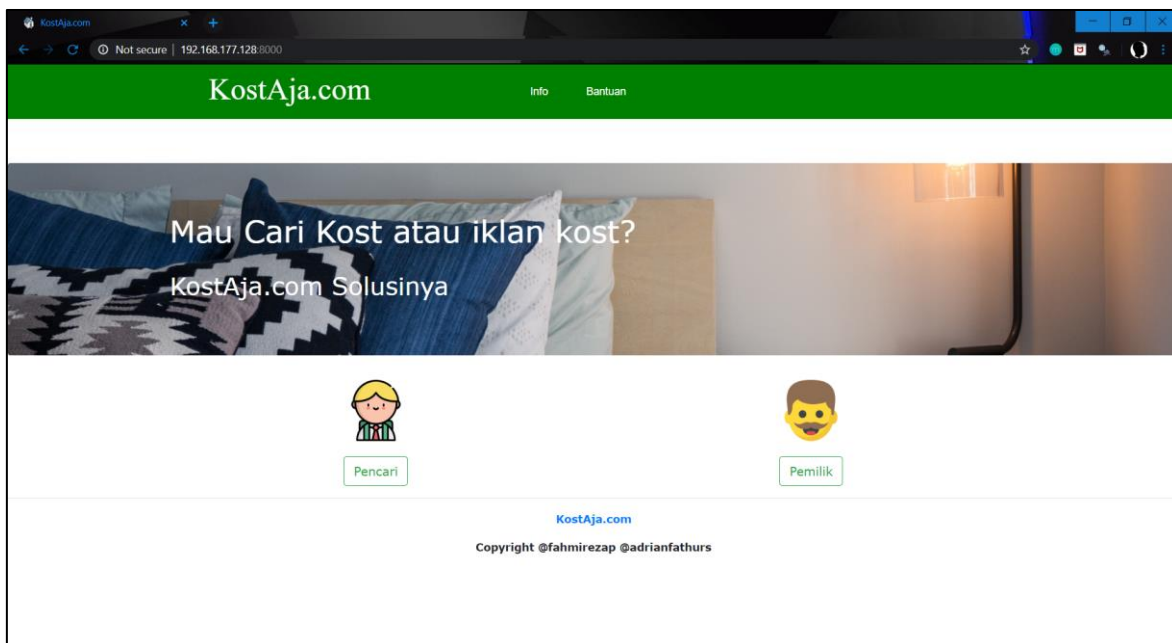 KostAja.com
Not secure | 192.168.177.128:8000
KostAja.com Info Bantuan
Mau Cari Kost atau iklan kost?
KostAja.com Solusinya
Pencari Pemilik
KostAja.com
Copyright @fahmirezap @adrianfathurs